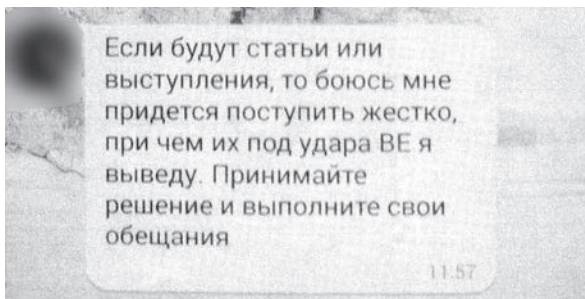 Если будут статьи или
выступления, то боюсь мне
придется поступить жестко,
при чем их под удара ВЕ я
выведу. Принимайте
решение и выполните свои
обещания
11:57